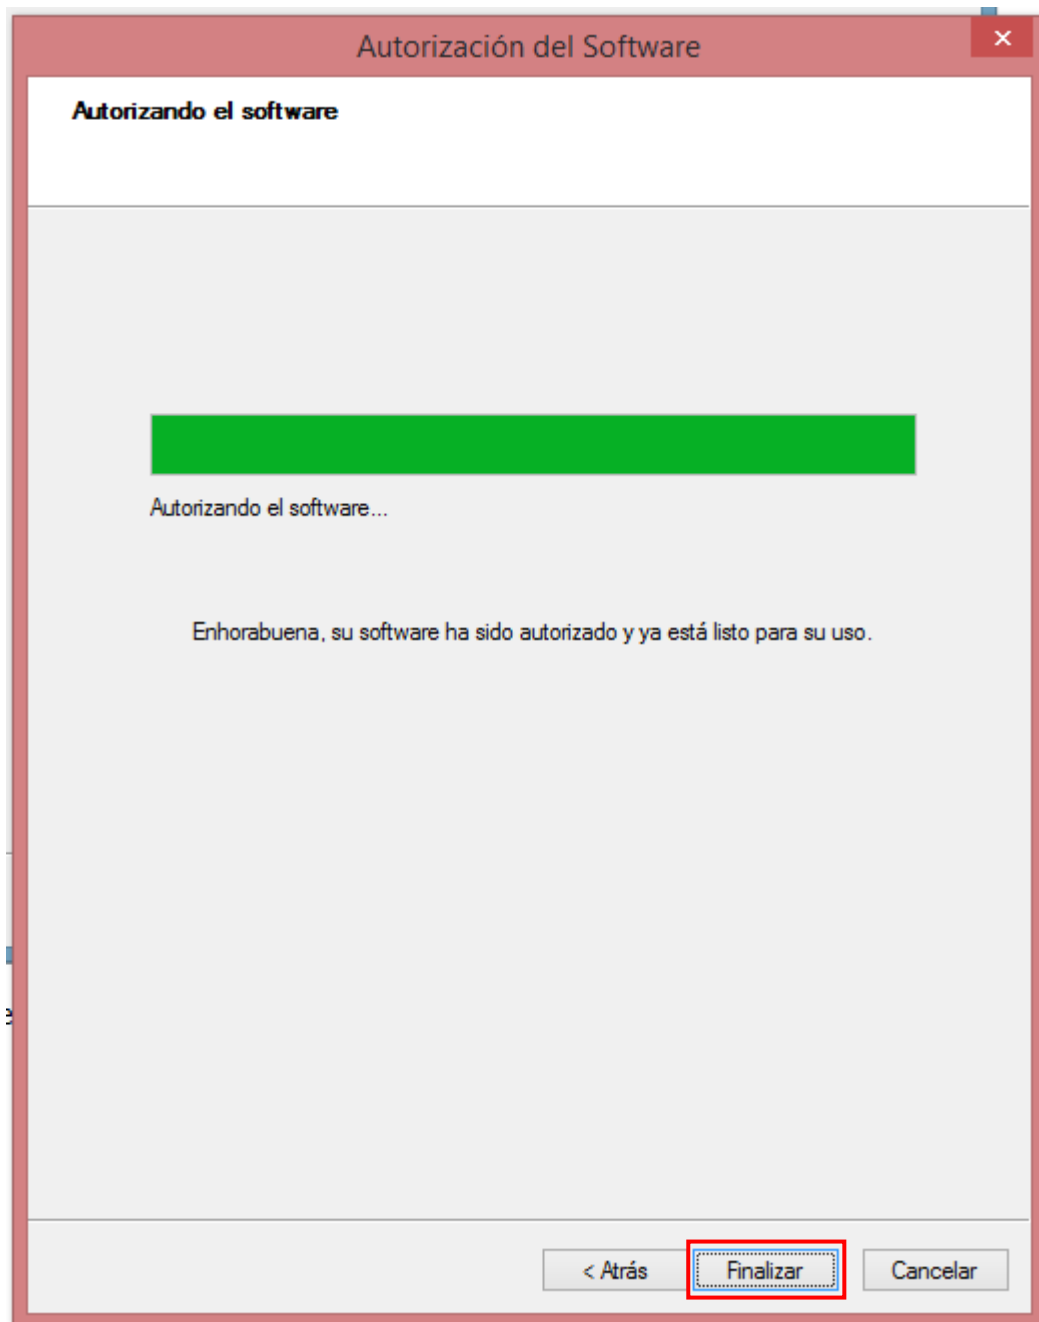 Autorización del Software
Autorizando el software
Autorizando el software...
Enhorabuena, su software ha sido autorizado y ya está listo para su uso.
< Atrás
Finalizar
Cancelar